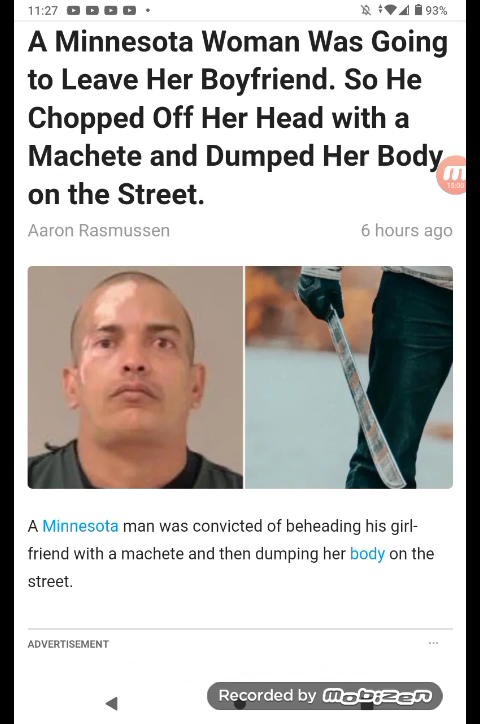 11:27
93%
A Minnesota Woman Was Going
to Leave Her Boyfriend. So He
Chopped Off Her Head with a
Machete and Dumped Her Body
on the Street.
15:00
Aaron Rasmussen 6 hours ago
A Minnesota man was convicted of beheading his girl-
friend with a machete and then dumping her body on the
street.
ADVERTISEMENT
Recorded by mobizen